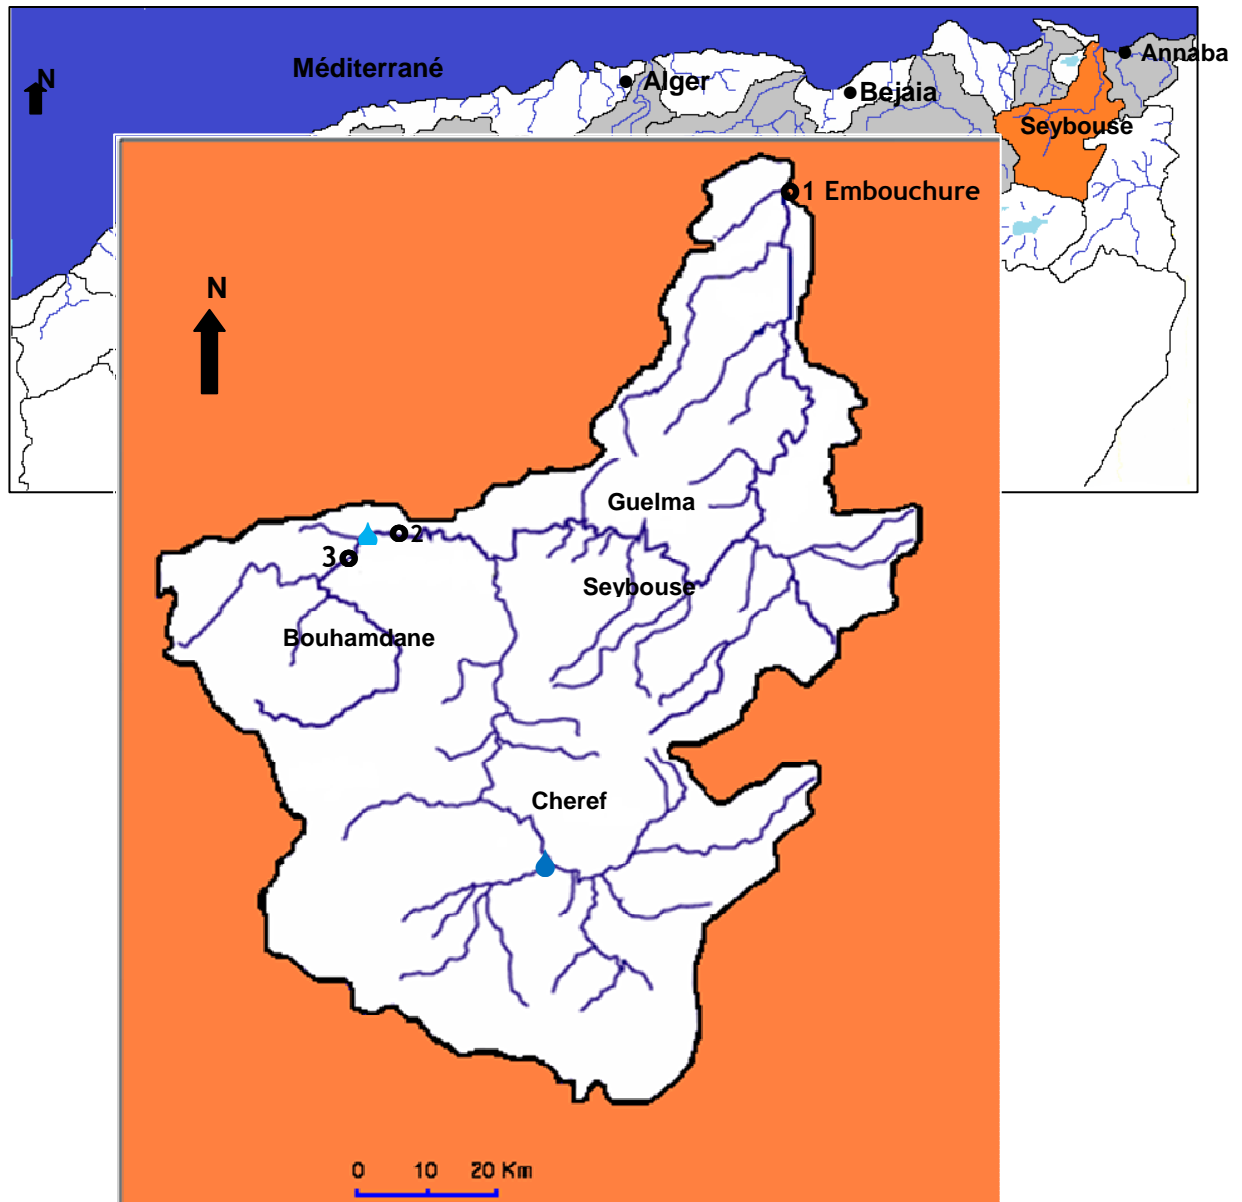 Méditerrané
N
Alger
Bejaia
Annaba
Seybouse
1 Embouchure
N
Guelma
2
3
Seybouse
Bouhamdane
Cheref
0 10 20 Km